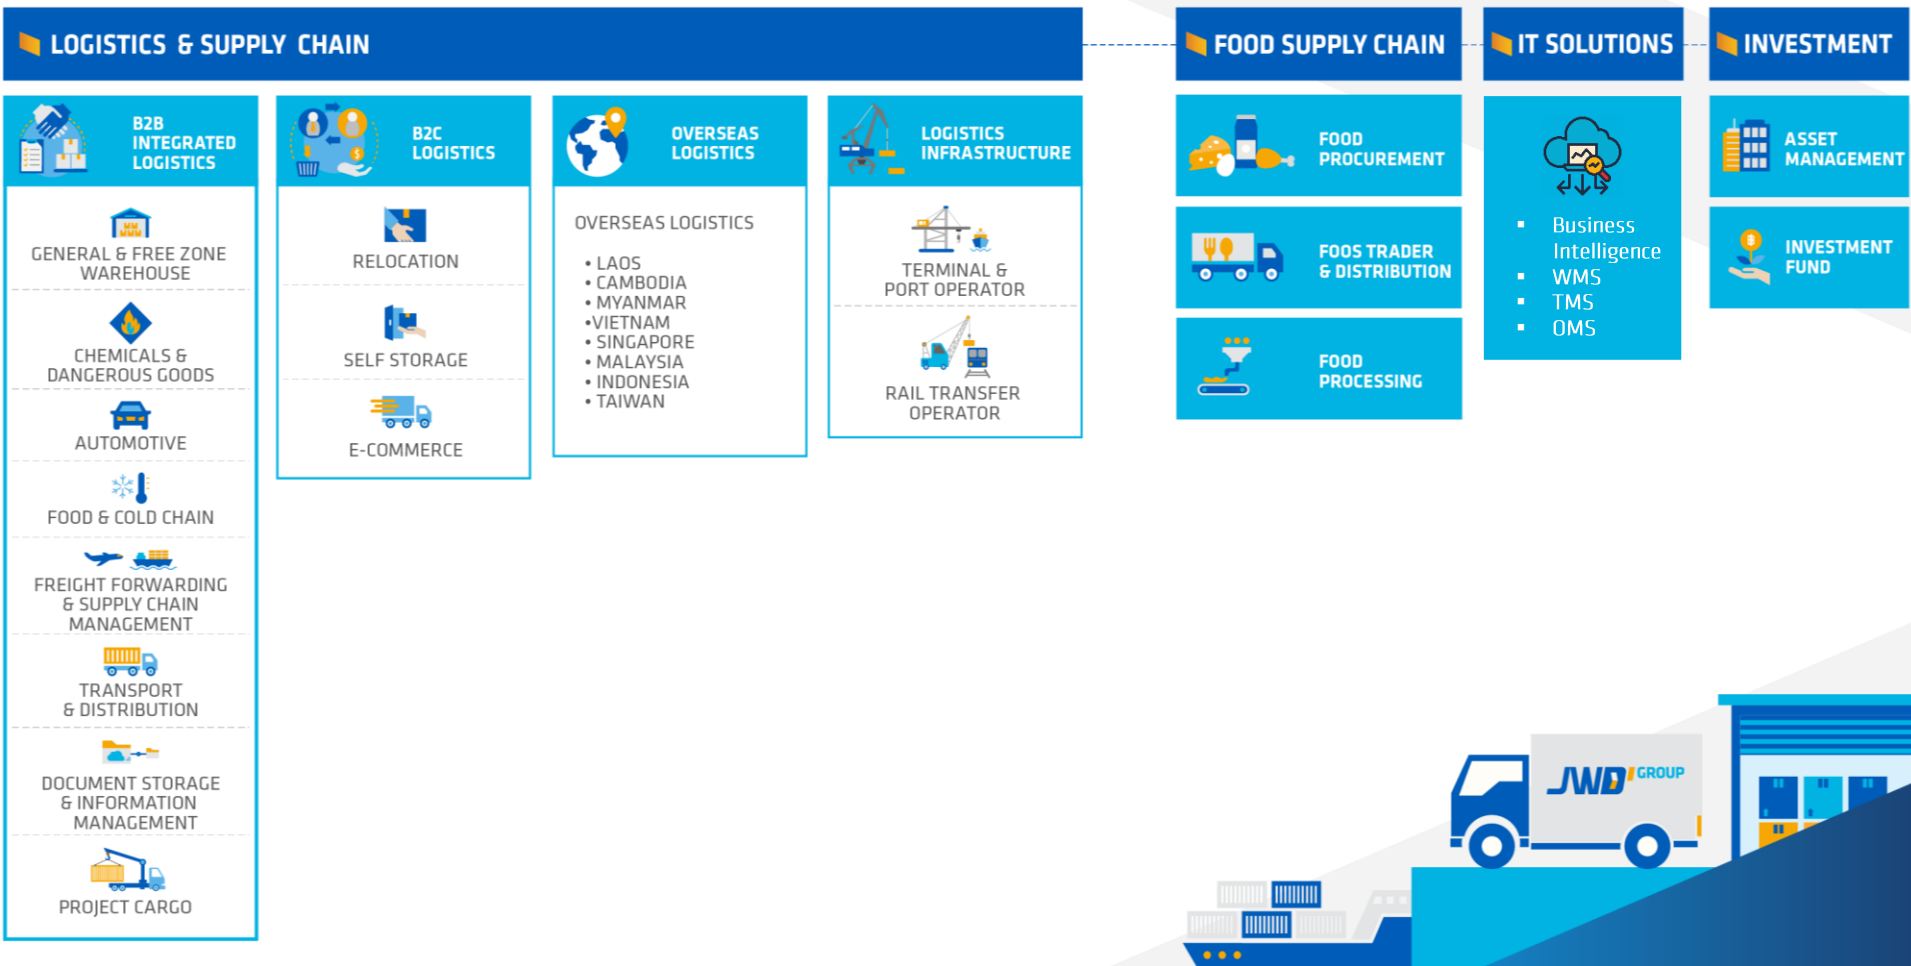 LOGISTICS & SUPPLY CHAIN
FOOD SUPPLY CHAIN
IT SOLUTIONS
INVESTMENT
B2B
INTEGRATED
LOGISTICS
GENERAL & FREE ZONE
WAREHOUSE
CHEMICALS &
DANGEROUS GOODS
AUTOMOTIVE
FOOD & COLD CHAIN
FREIGHT FORWARDING
& SUPPLY CHAIN
MANAGEMENT
TRANSPORT
& DISTRIBUTION
DOCUMENT STORAGE
& INFORMATION
MANAGEMENT
PROJECT CARGO
B2C
LOGISTICS
RELOCATION
SELF STORAGE
E-COMMERCE
OVERSEAS
LOGISTICS
OVERSEAS LOGISTICS
• LAOS
• CAMBODIA
• MYANMAR
•VIETNAM
• SINGAPORE
• MALAYSIA
• INDONESIA
• TAIWAN
LOGISTICS
INFRASTRUCTURE
TERMINAL &
PORT OPERATOR
RAIL TRANSFER
OPERATOR
FOOD
PROCUREMENT
FOOS TRADER
& DISTRIBUTION
FOOD
PROCESSING
▪ Business
Intelligence
▪ WMS
▪ TMS
▪ OMS
ASSET
MANAGEMENT
INVESTMENT
FUND
JWD GROUP